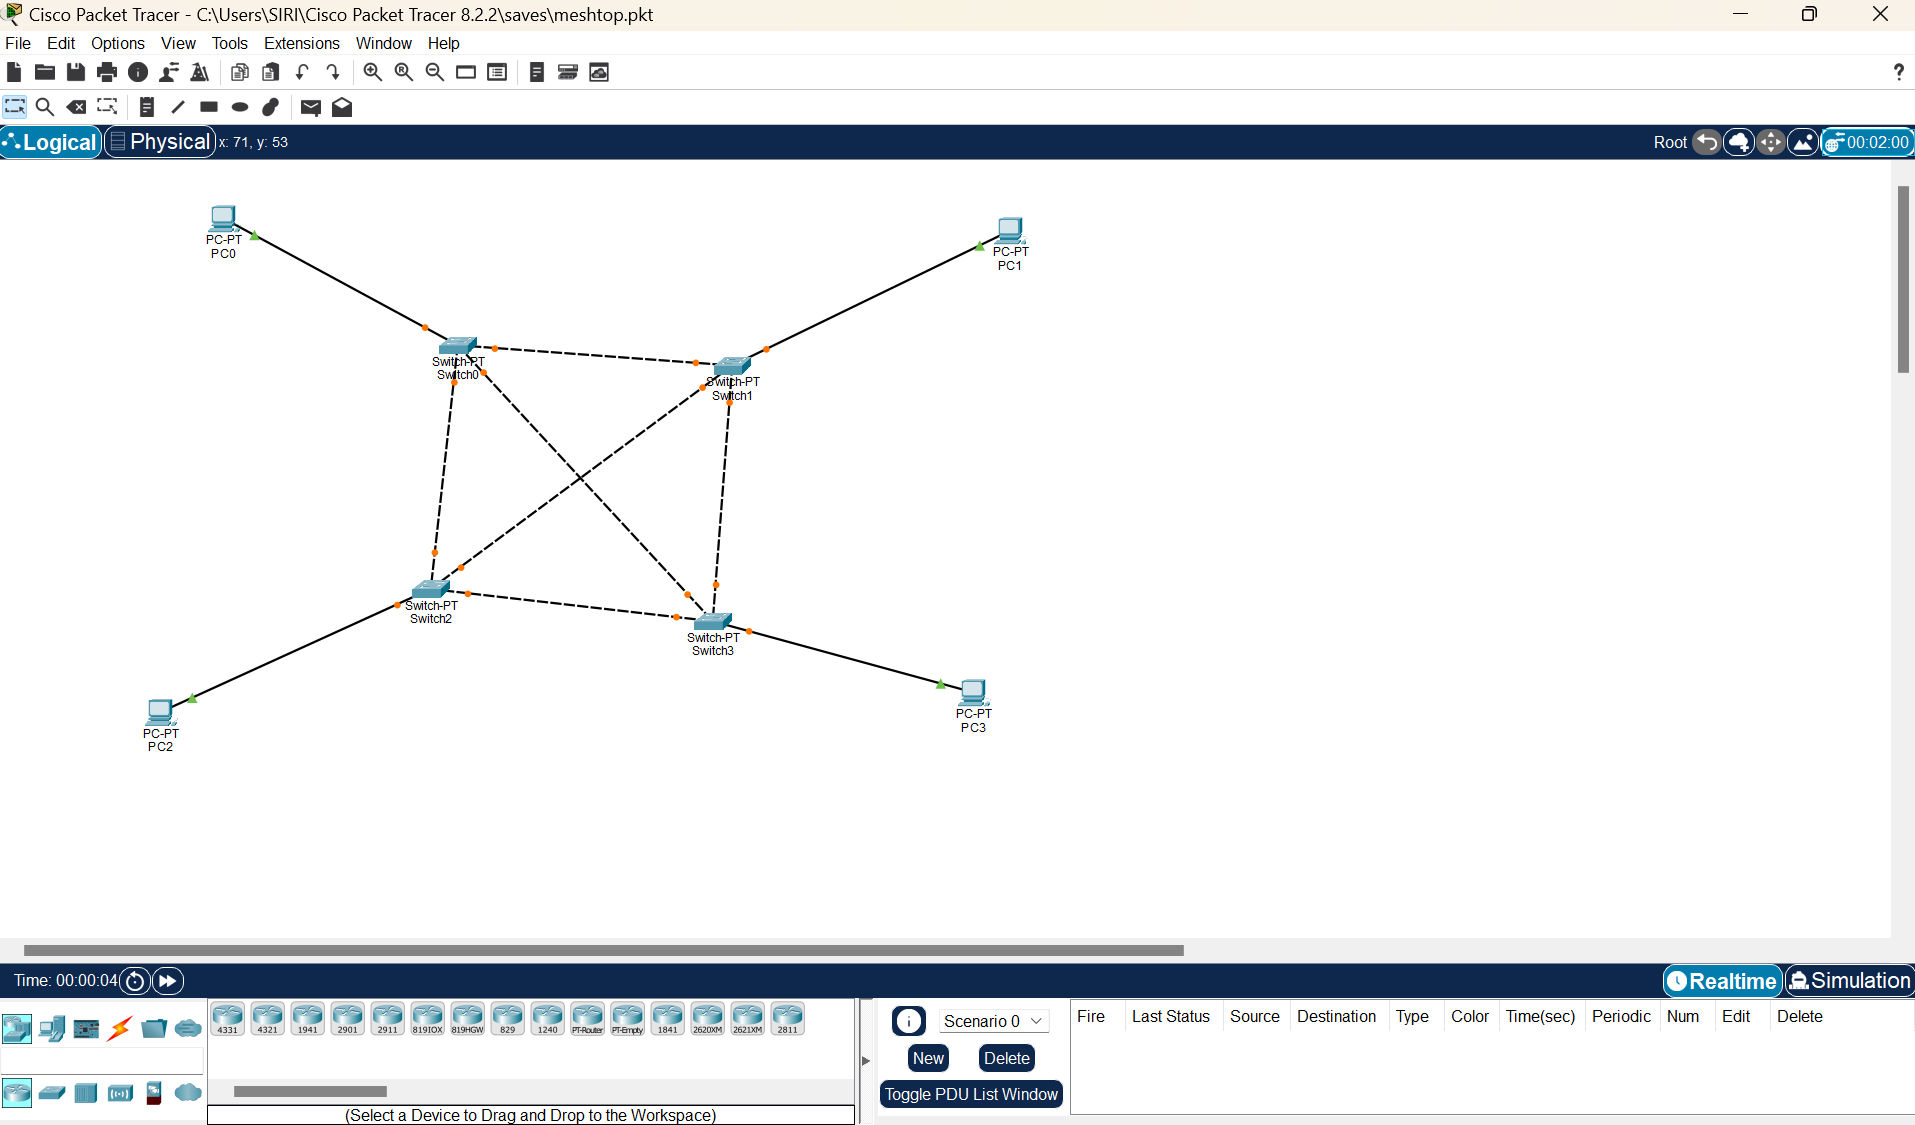 Cisco Packet Tracer - C:\Users\SIRI\Cisco Packet Tracer 8.2.2\saves\meshtop.pkt
File Edit Options View Tools Extensions Window Help
?
Logical Physical x: 71, y: 53 Root 00:02:00
PC-PT
PC0
PC-PT
PC1
Switch-PT
Switch0
Switch-PT
Switch1
Switch-PT
Switch2
Switch-PT
Switch3
PC-PT
PC2
PC-PT
PC3
Time: 00:00:04 Realtime Simulation
4331 4321 1941 2901 2911 819IOX 819HGW 829 1240 PT-Router PT-Empty 1841 2620XM 2621XM 2811
(Select a Device to Drag and Drop to the Workspace)
Scenario 0
New Delete
Toggle PDU List Window
Fire Last Status Source Destination Type Color Time(sec) Periodic Num Edit Delete